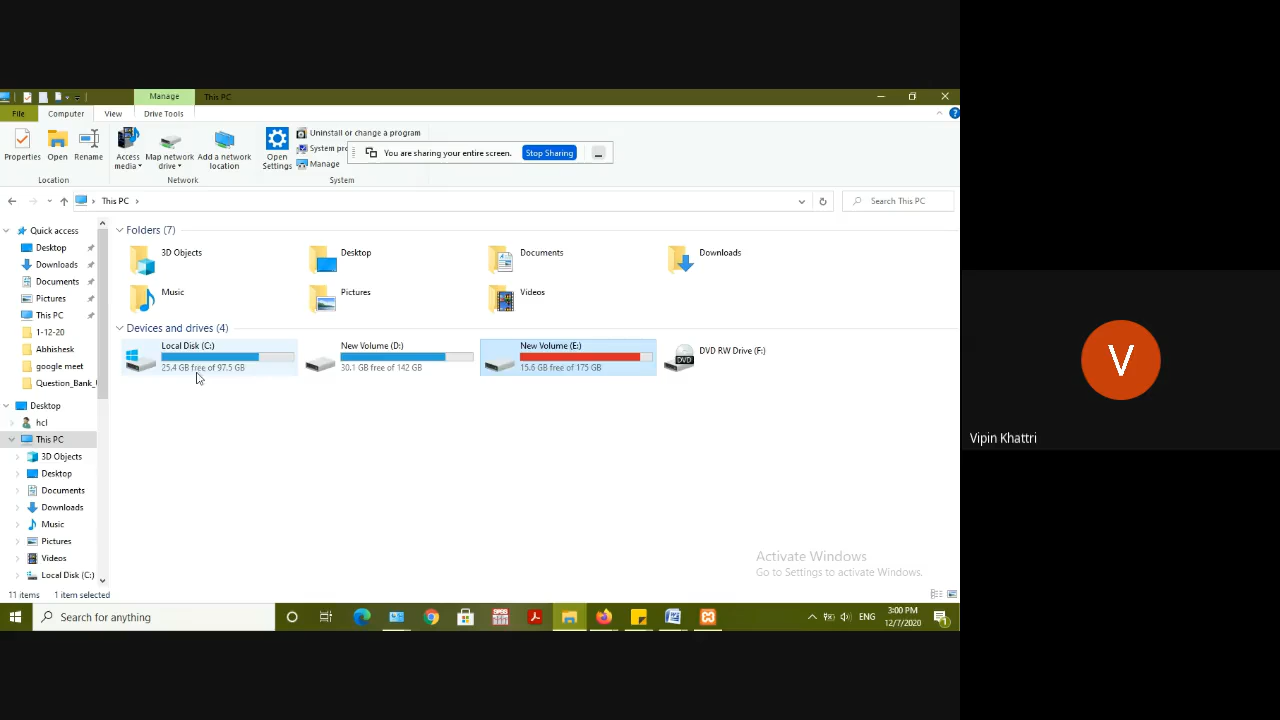 Manage
This PC
File
Computer
View
Drive Tools
Properties
Open
Rename
Access media
Map network drive
Add a network location
Open Settings
Uninstall or change a program
System pro
Manage
You are sharing your entire screen.
Stop Sharing
Location
Network
System
This PC
Search This PC
Quick access
Desktop
Downloads
Documents
Pictures
This PC
1-12-20
Abhishesk
google meet
Question_Bank_
Desktop
hcl
This PC
3D Objects
Desktop
Documents
Downloads
Music
Pictures
Videos
Local Disk (C:)
Folders (7)
3D Objects
Desktop
Documents
Downloads
Music
Pictures
Videos
Devices and drives (4)
Local Disk (C:)
25.4 GB free of 97.5 GB
New Volume (D:)
30.1 GB free of 142 GB
New Volume (E:)
15.6 GB free of 175 GB
DVD RW Drive (F:)
DVD
Activate Windows
Go to Settings to activate Windows.
11 items
1 item selected
Search for anything
SPSS
ENG
3:00 PM
12/7/2020
1
V
Vipin Khattri